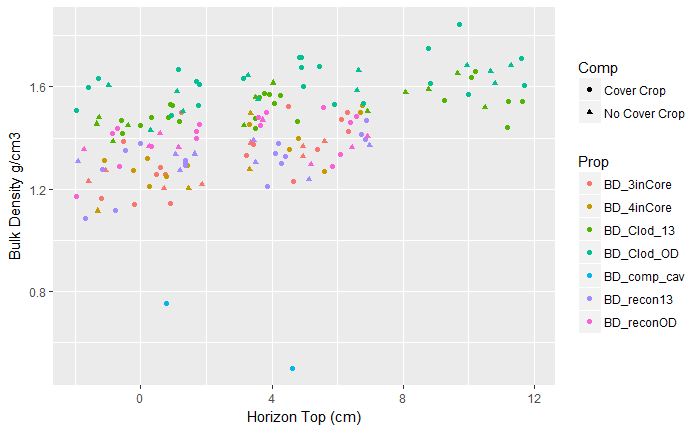 Bulk Density g/cm3
1.6
1.2
0.8
0
4
8
12
Horizon Top (cm)
Comp
Cover Crop
No Cover Crop
Prop
BD_3inCore
BD_4inCore
BD_Clod_13
BD_Clod_OD
BD_comp_cav
BD_recon13
BD_reconOD